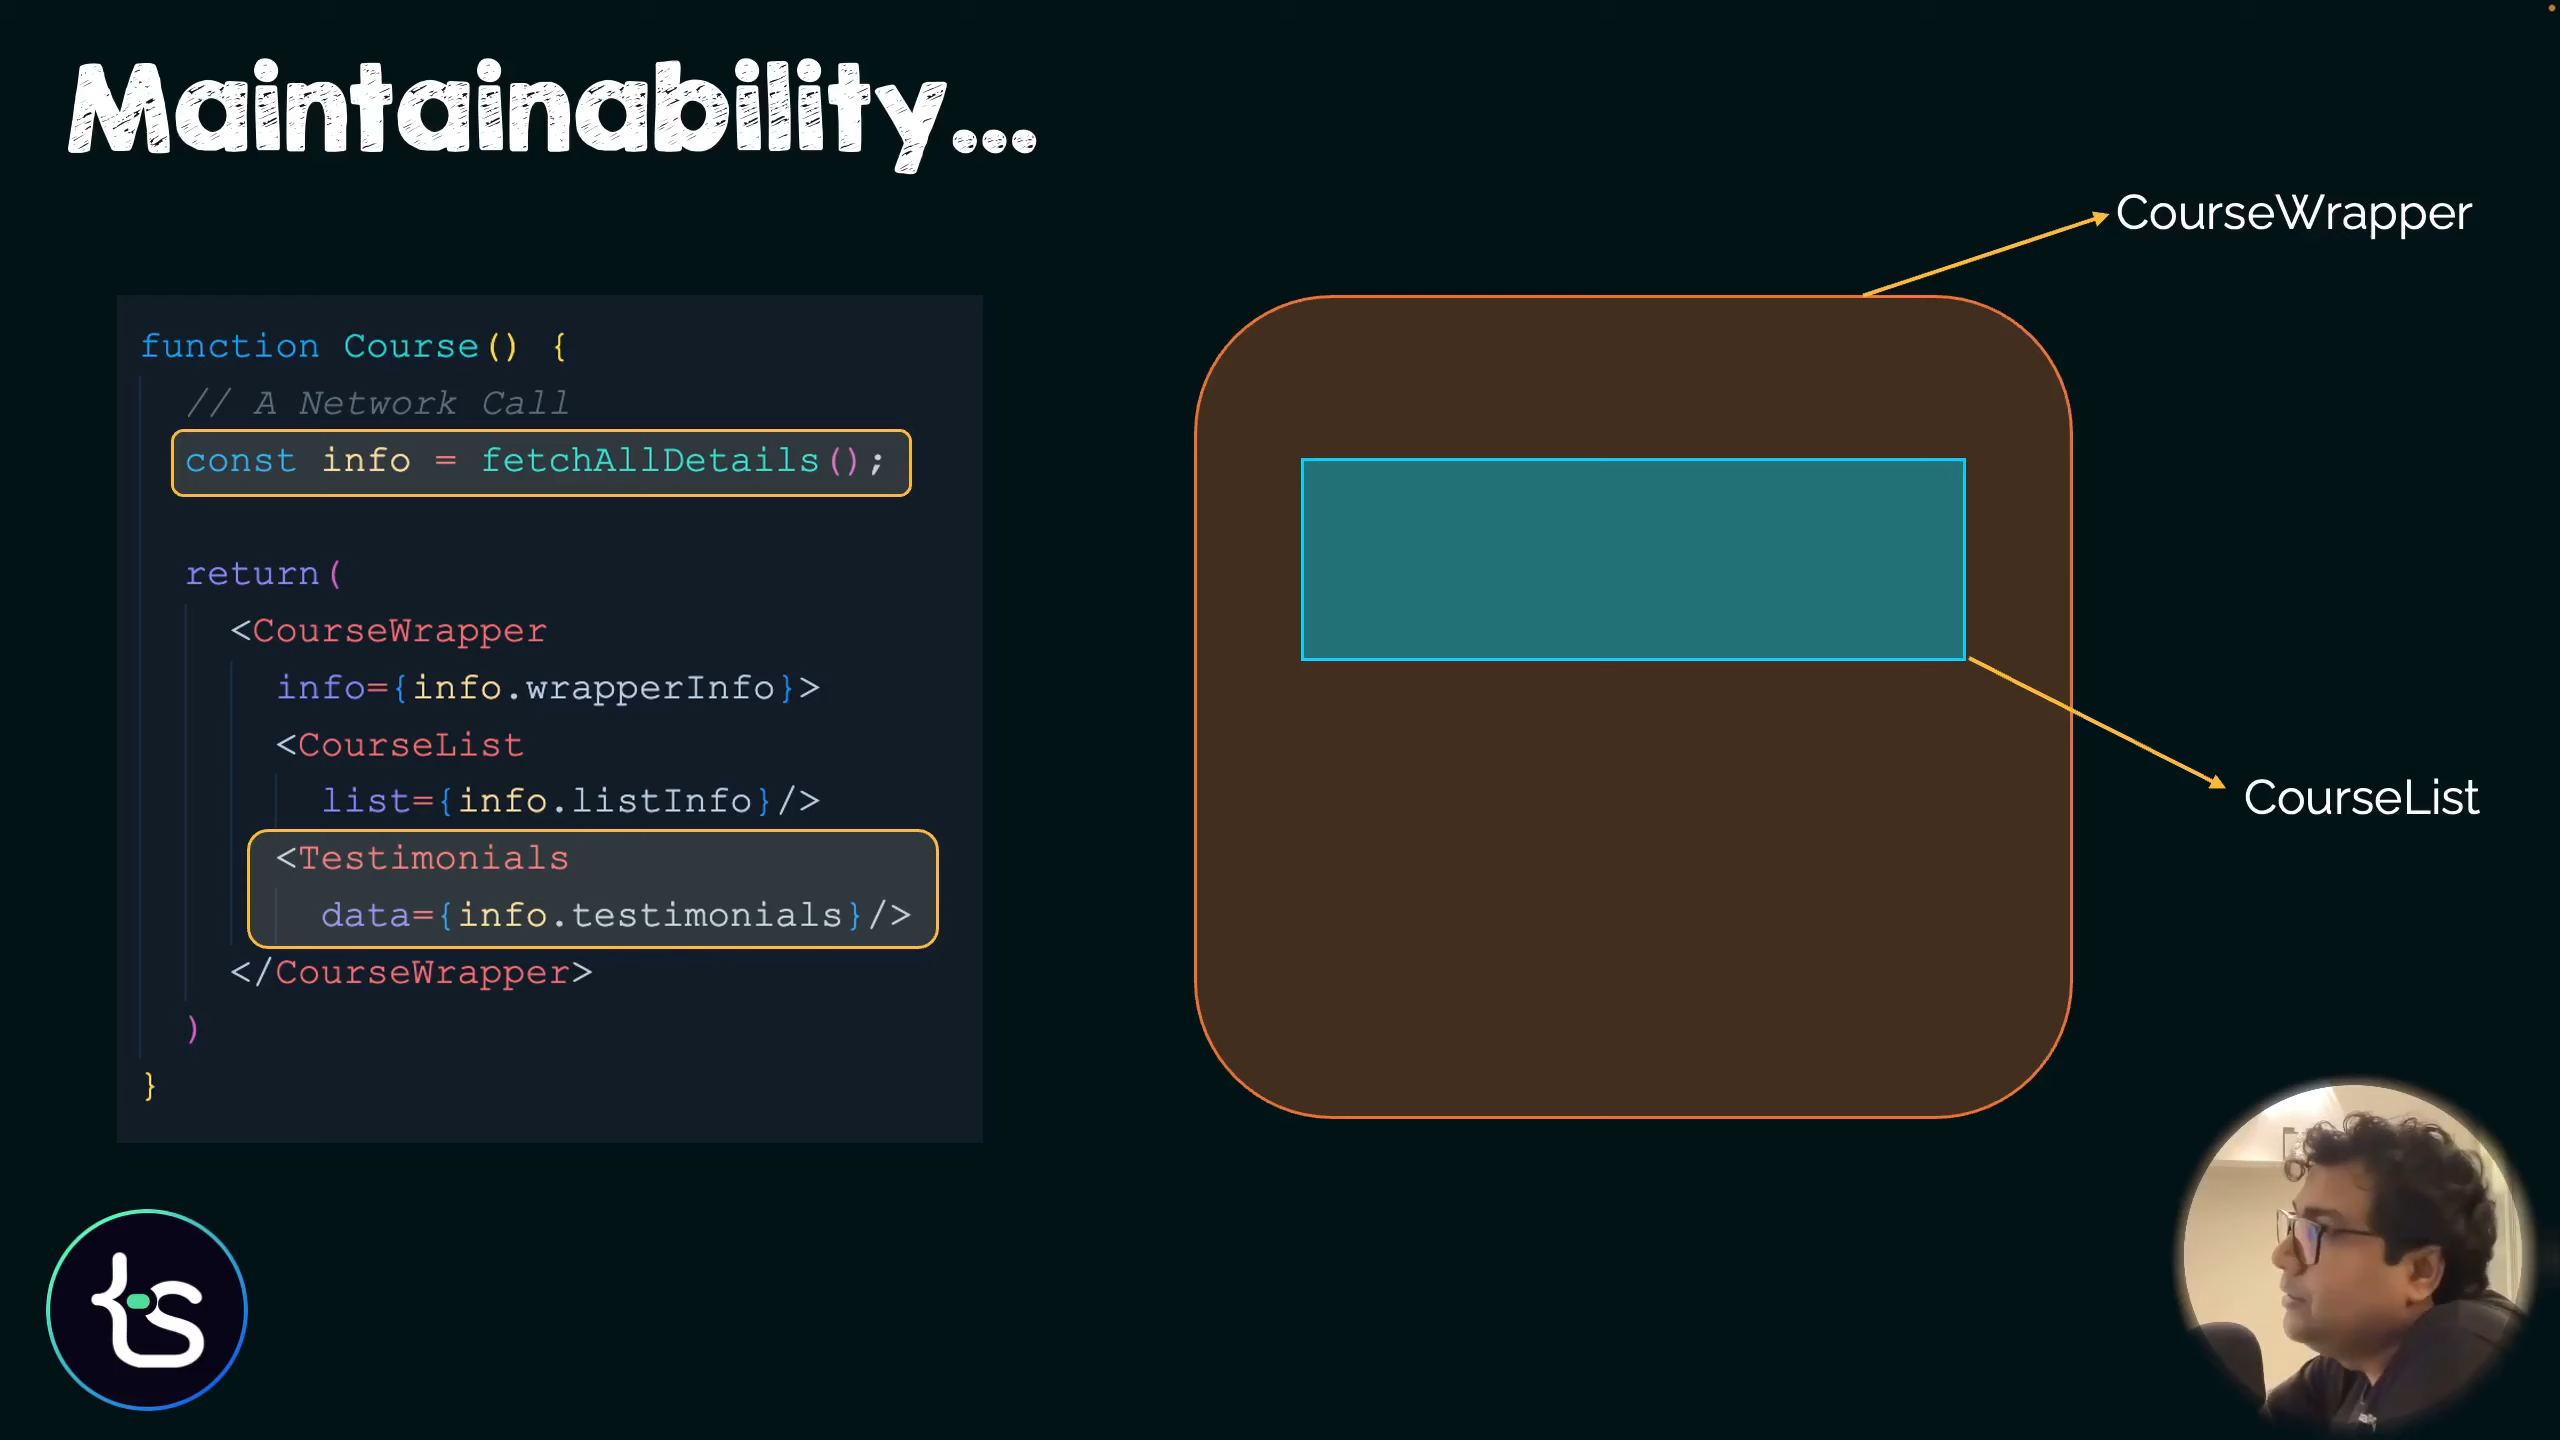 Maintainability...
CourseWrapper
function Course() {
// A Network Call
const info = fetchAllDetails();
return(
<CourseWrapper
info={info.wrapperInfo}>
<CourseList
list={info.listInfo}/>
<Testimonials
data={info.testimonials}/>
</CourseWrapper>
)
}
CourseList
ts